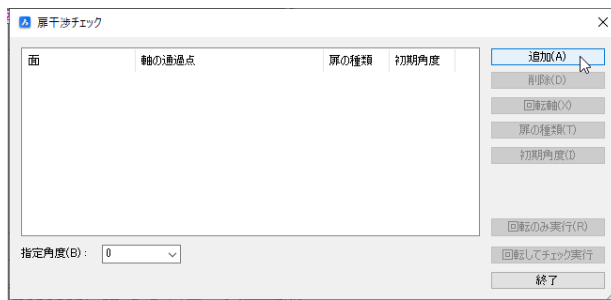 扉干渉チェック
面 軸の通過点 扉の種類 初期角度
追加(A)
削除(D)
回転軸(X)
扉の種類(T)
初期角度(I)
回転のみ実行(R)
指定角度(B)： 0
回転してチェック実行
終了